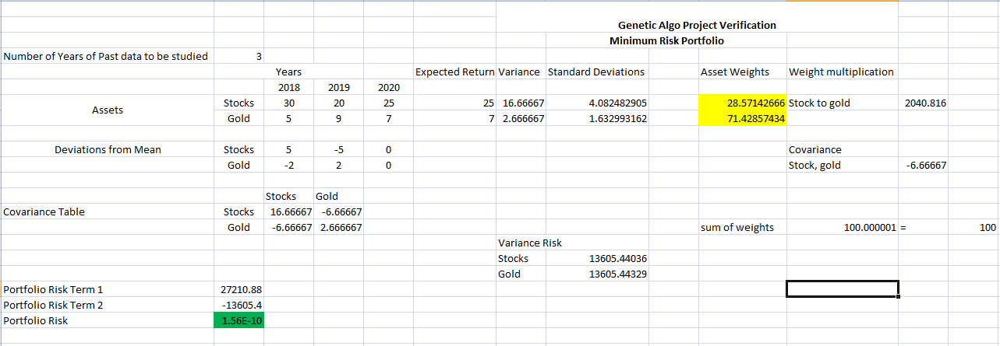 Genetic Algo Project Verification
Minimum Risk Portfolio
Number of Years of Past data to be studied 3
Years Expected Return Variance Standard Deviations Asset Weights Weight multiplication
2018 2019 2020
Assets
Stocks 30 20 25 25 16.66667 4.082482905 28.57142666 Stock to gold 2040.816
Gold 5 9 7 7 2.666667 1.632993162 71.42857434
Deviations from Mean Stocks 5 -5 0 Covariance
Gold -2 2 0 Stock, gold -6.66667
Stocks Gold
Covariance Table Stocks 16.66667 -6.66667
Gold -6.66667 2.666667 sum of weights 100.000001 = 100
Variance Risk
Stocks 13605.44036
Gold 13605.44329
Portfolio Risk Term 1 27210.88
Portfolio Risk Term 2 -13605.4
Portfolio Risk 1.56E-10